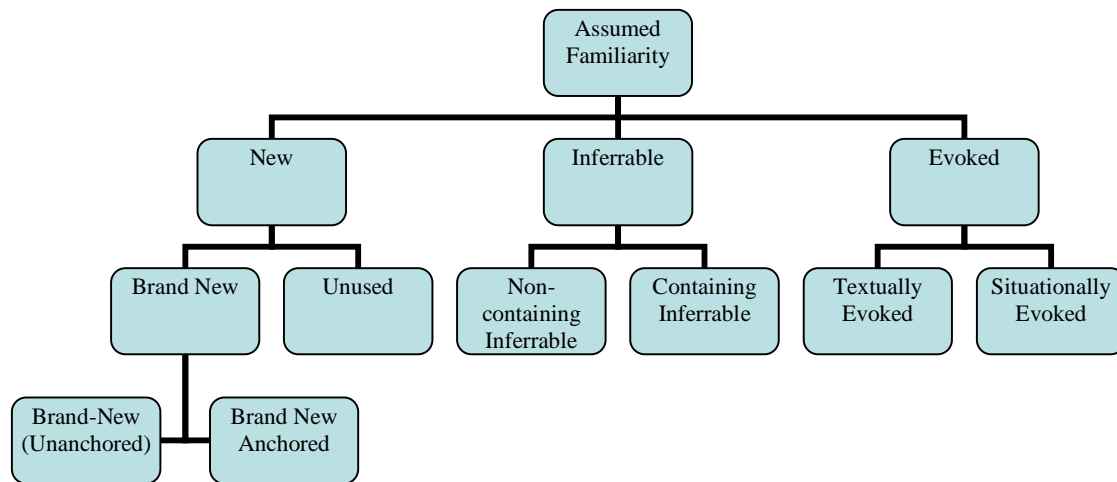 Assumed
Familiarity
New
Inferrable
Evoked
Brand New
Unused
Non-
containing
Inferrable
Containing
Inferrable
Textually
Evoked
Situationally
Evoked
Brand-New
(Unanchored)
Brand New
Anchored